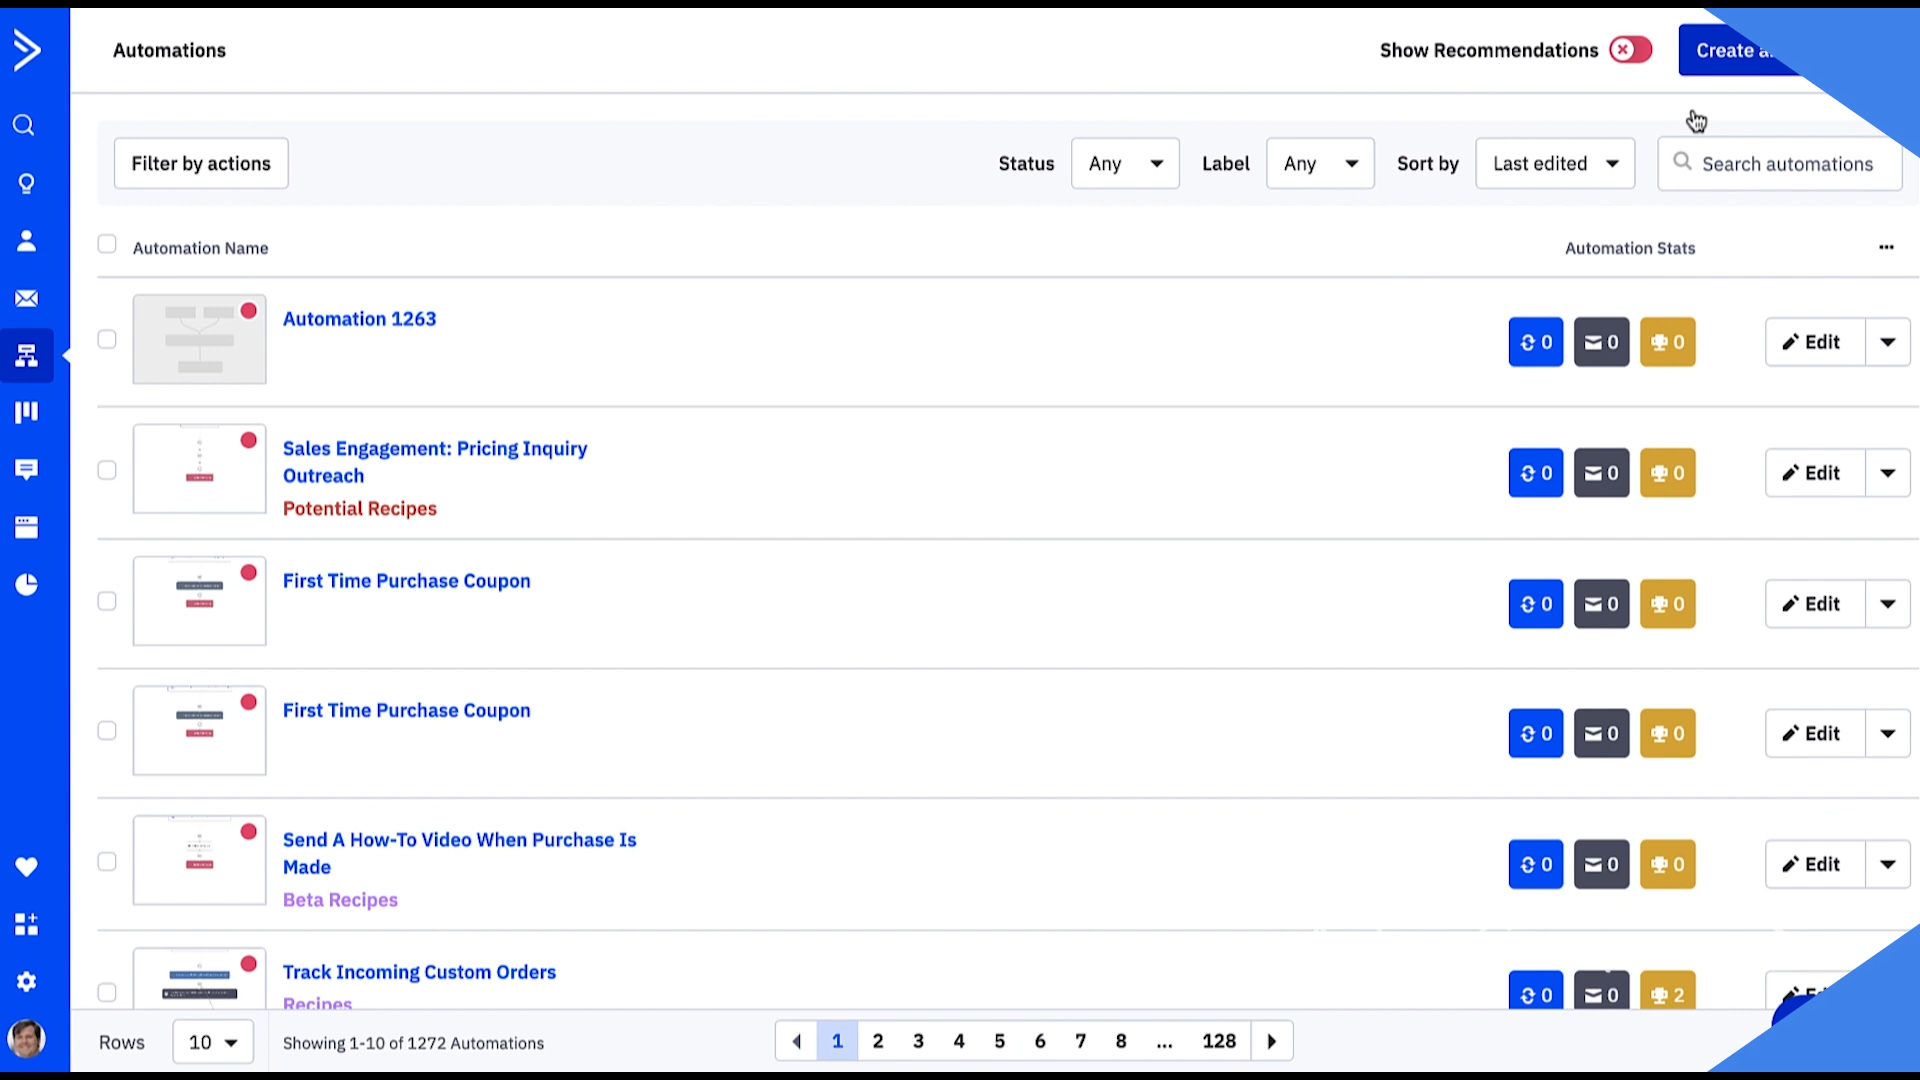 Automations
Show Recommendations
Create
Filter by actions
Status Any Label Any Sort by Last edited Search automations
Automation Name Automation Stats ...
Automation 1263
0 0 0 Edit
Sales Engagement: Pricing Inquiry
Outreach
Potential Recipes
0 0 0 Edit
First Time Purchase Coupon
0 0 0 Edit
First Time Purchase Coupon
0 0 0 Edit
Send A How-To Video When Purchase Is
Made
Beta Recipes
0 0 0 Edit
Track Incoming Custom Orders
Recipes
0 0 2
Rows 10 Showing 1-10 of 1272 Automations 1 2 3 4 5 6 7 8 ... 128